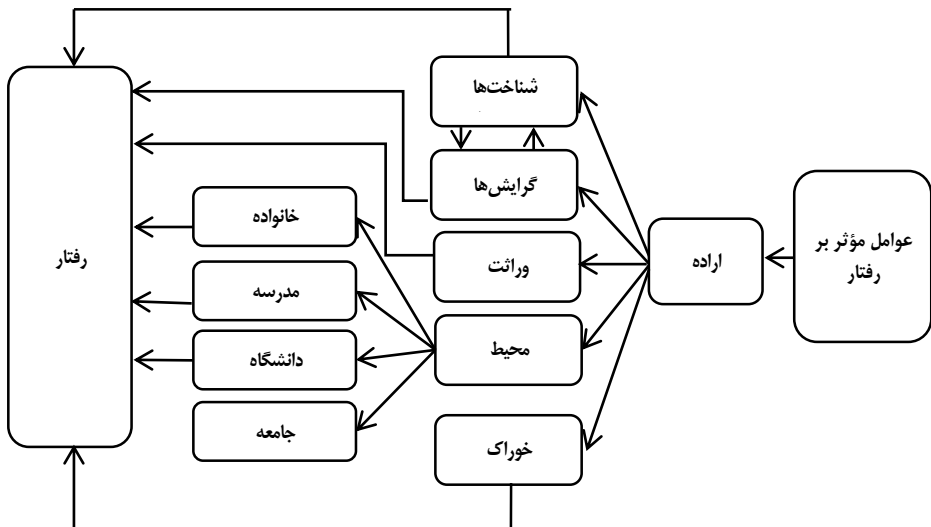 عوامل مؤثر بر
رفتار
اراده
شناخت‌ها
گرایش‌ها
وراثت
محیط
خوراک
خانواده
مدرسه
دانشگاه
جامعه
رفتار